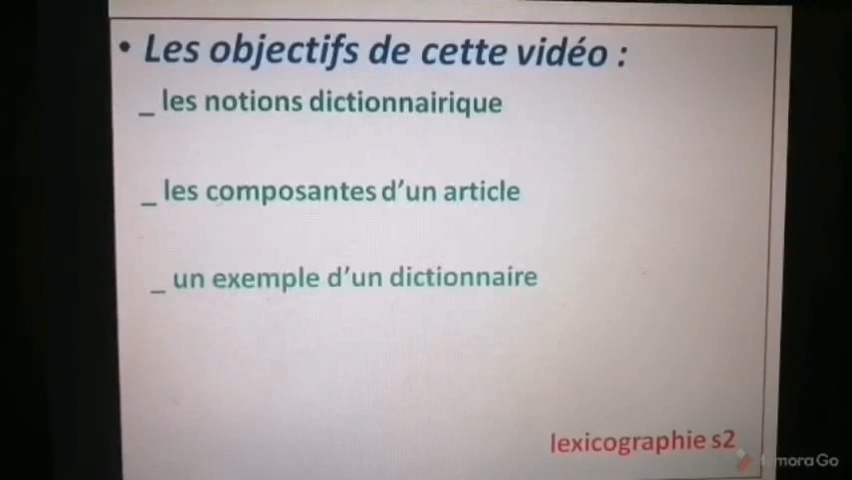 • Les objectifs de cette vidéo :
_ les notions dictionnairique
_ les composantes d'un article
_ un exemple d'un dictionnaire
lexicographie s2